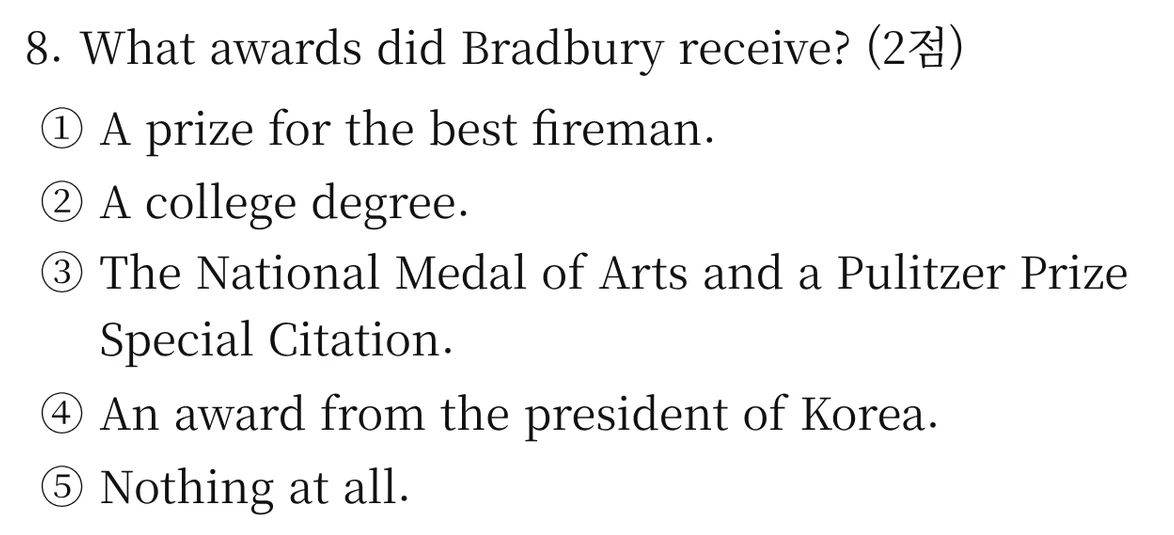 8. What awards did Bradbury receive? (2점)
① A prize for the best fireman.
② A college degree.
③ The National Medal of Arts and a Pulitzer Prize
Special Citation.
④ An award from the president of Korea.
⑤ Nothing at all.